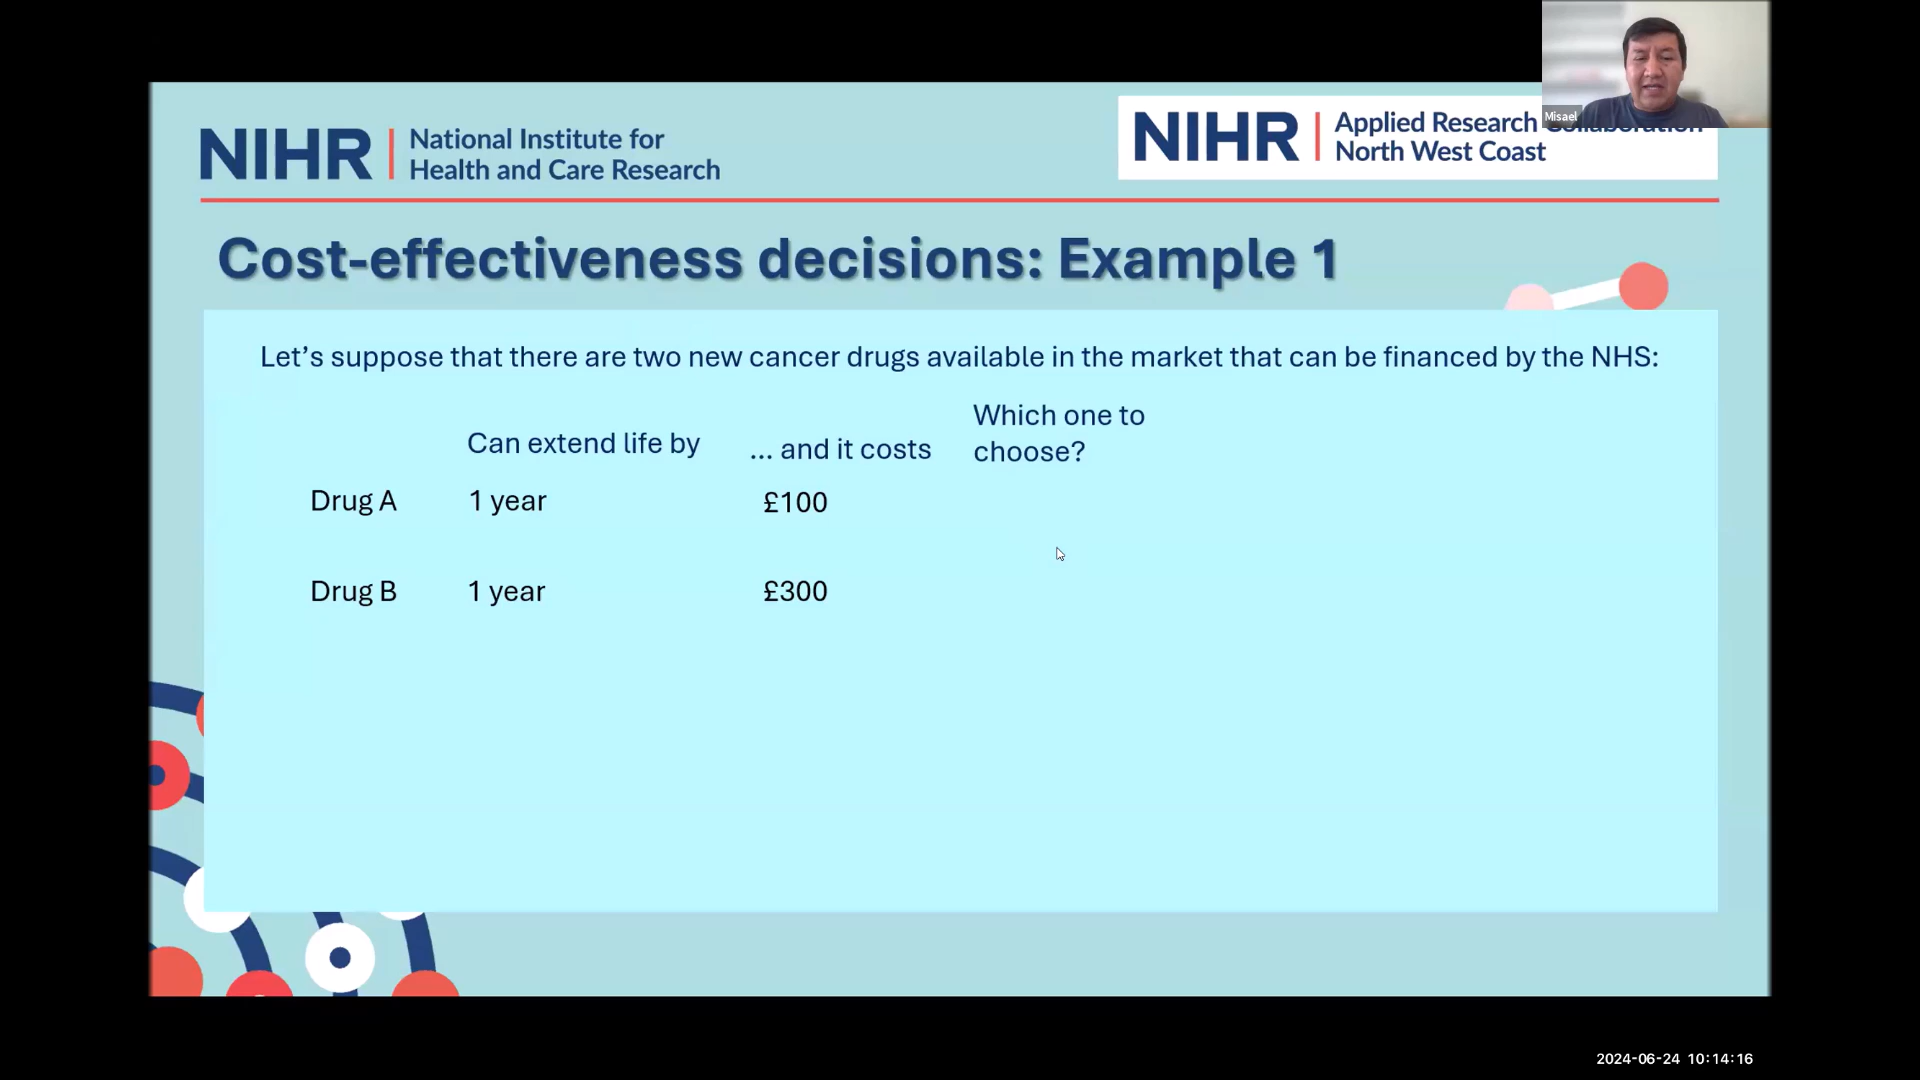 NIHR | National Institute for
Health and Care Research
NIHR | Applied Research
North West Coast
Misael
Cost-effectiveness decisions: Example 1
Let’s suppose that there are two new cancer drugs available in the market that can be financed by the NHS:
Can extend life by ... and it costs Which one to
choose?
Drug A 1 year £100
Drug B 1 year £300
2024-06-24 10:14:16